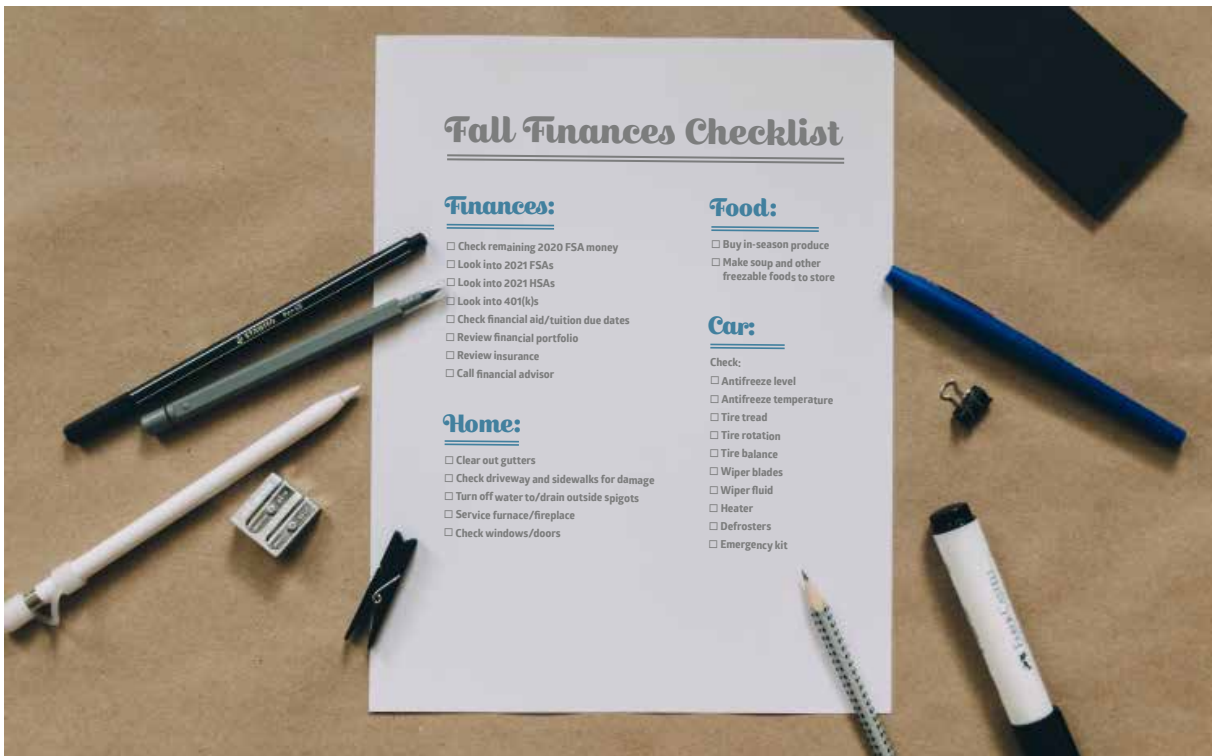 Fall Finances Checklist
Finances:
☐ Check remaining 2020 FSA money
☐ Look into 2021 FSAs
☐ Look into 2021 HSAs
☐ Look into 401(k)s
☐ Check financial aid/tuition due dates
☐ Review financial portfolio
☐ Review insurance
☐ Call financial advisor
Home:
☐ Clear out gutters
☐ Check driveway and sidewalks for damage
☐ Turn off water to/drain outside spigots
☐ Service furnace/fireplace
☐ Check windows/doors
Food:
☐ Buy in-season produce
☐ Make soup and other
freezable foods to store
Car:
Check:
☐ Antifreeze level
☐ Antifreeze temperature
☐ Tire tread
☐ Tire rotation
☐ Tire balance
☐ Wiper blades
☐ Wiper fluid
☐ Heater
☐ Defrosters
☐ Emergency kit